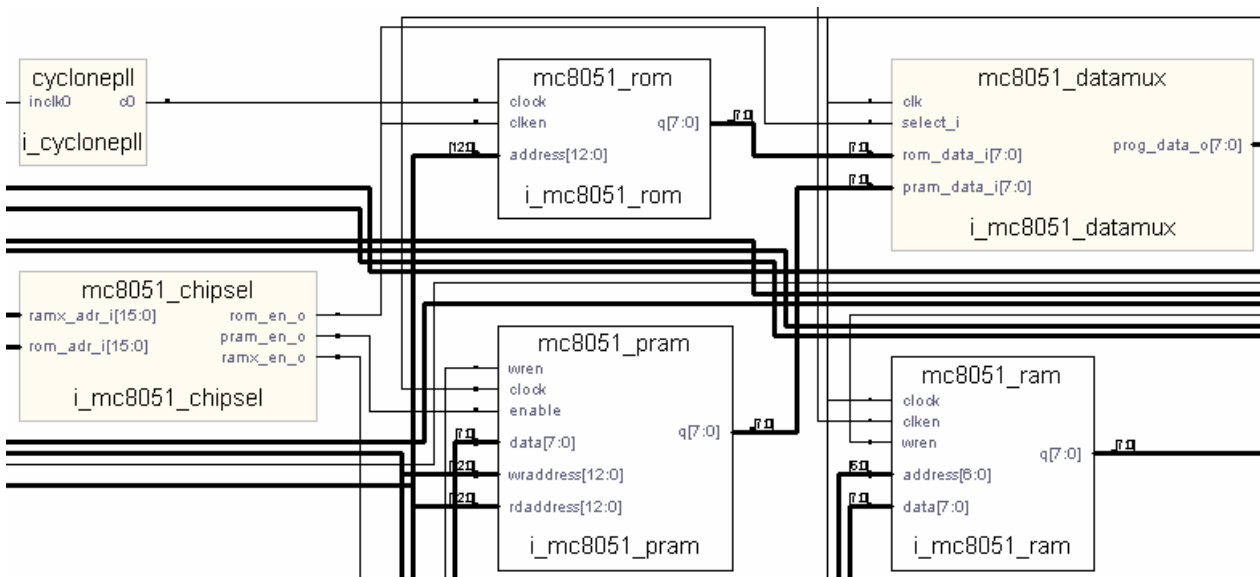 cyclonepll
inclk0 c0
i_cyclonepll
mc8051_rom
clock
clken q[7:0]
address[12:0]
i_mc8051_rom
mc8051_datamux
clk
select_i
prog_data_o[7:0]
rom_data_i[7:0]
pram_data_i[7:0]
i_mc8051_datamux
mc8051_chipsel
ramx_adr_i[15:0] rom_en_o
pram_en_o
rom_adr_i[15:0]
ramx_en_o
i_mc8051_chipsel
mc8051_pram
wren
clock
enable
q[7:0]
data[7:0]
wraddress[12:0]
rdaddress[12:0]
i_mc8051_pram
mc8051_ram
clock
clken
wren
q[7:0]
address[6:0]
data[7:0]
i_mc8051_ram